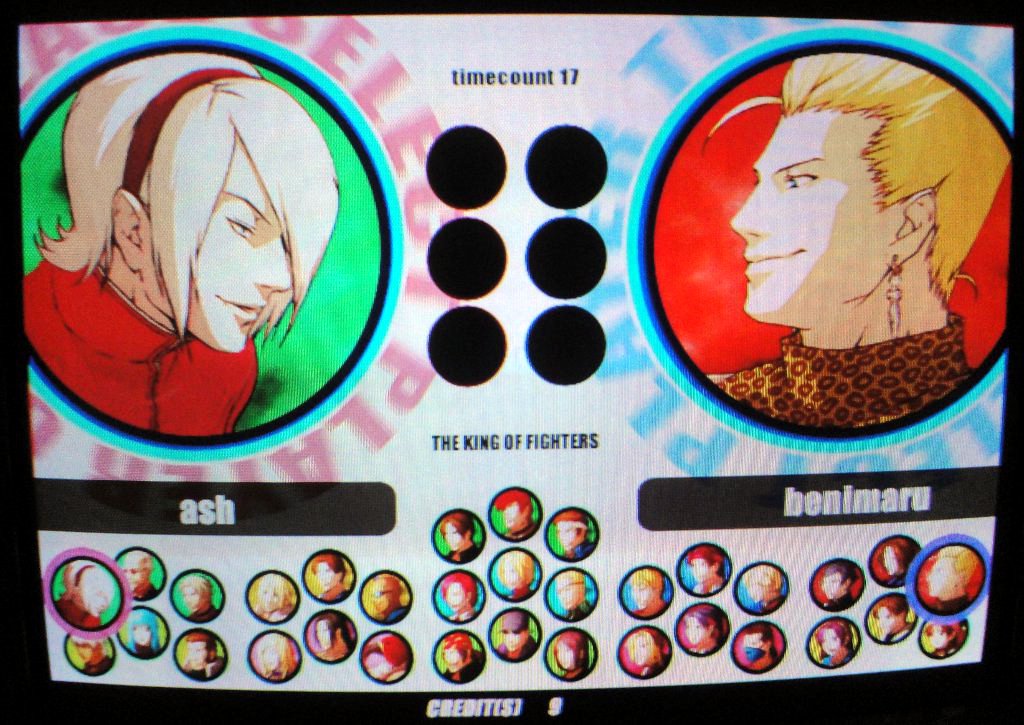 timecount 17
THE KING OF FIGHTERS
ash
benimaru
CREDIT(S) 9